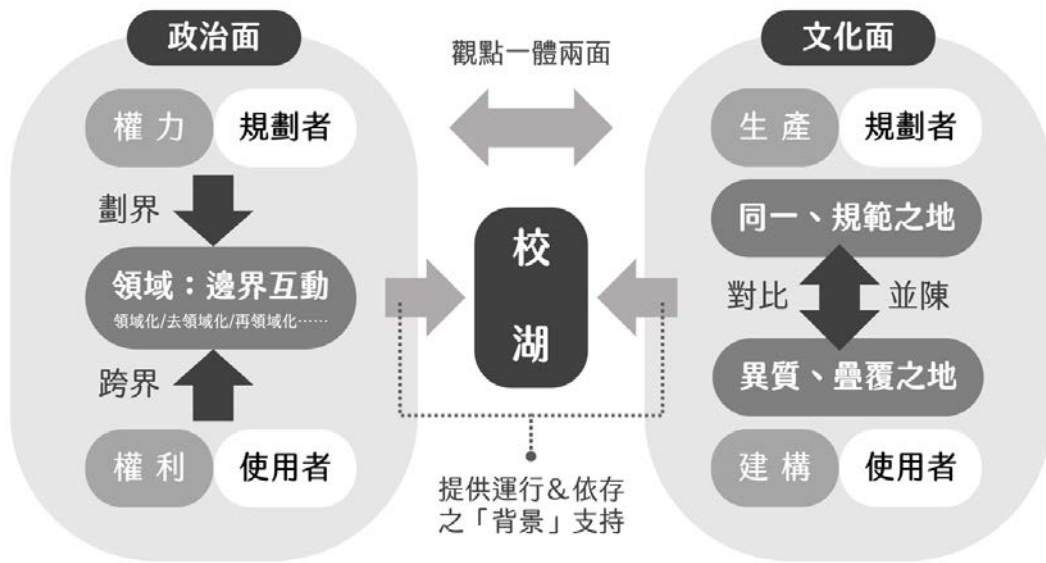 政治面
權 力
規劃者
劃界
領域：邊界互動
領域化/去領域化/再領域化⋯⋯
跨界
權 利
使用者
觀點一體兩面
校
湖
提供運行＆依存
之「背景」支持
文化面
生 產
規劃者
同一、規範之地
對比
並陳
異質、疊覆之地
建 構
使用者